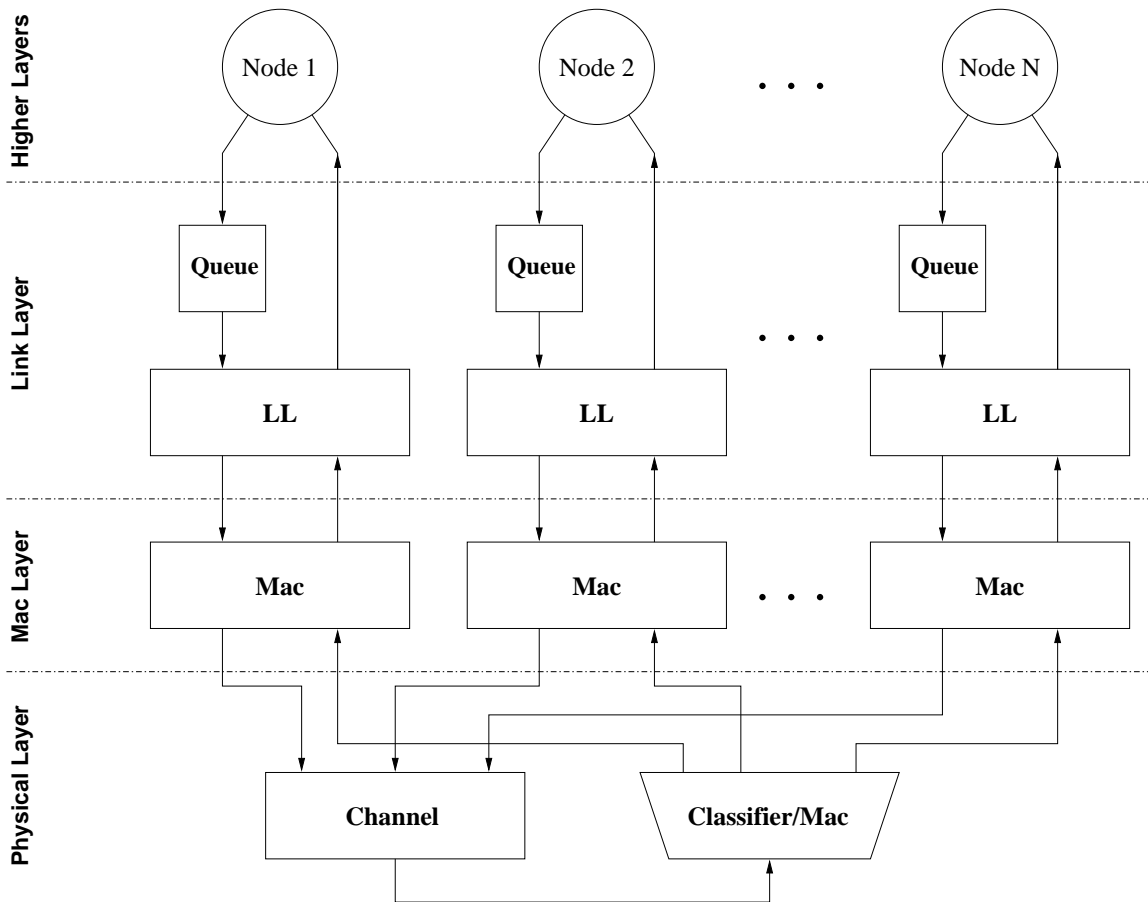 Higher Layers
Node 1
Node 2
. . .
Node N
Link Layer
Queue
Queue
Queue
. . .
LL
LL
LL
Mac Layer
Mac
Mac
. . .
Mac
Physical Layer
Channel
Classifier/Mac